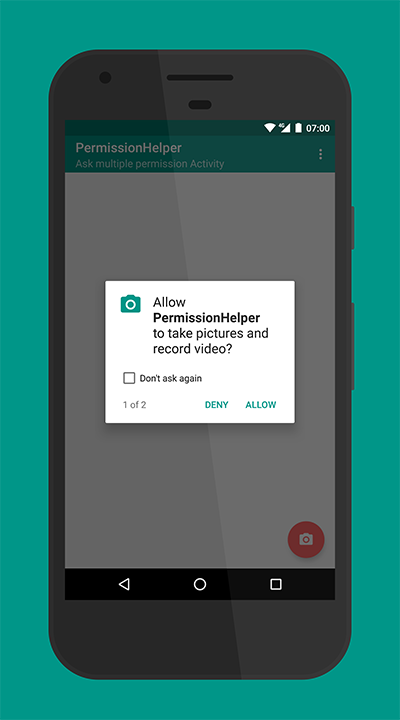 4G 07:00
PermissionHelper
Ask multiple permission Activity
Allow
PermissionHelper
to take pictures and
record video?
Don't ask again
1 of 2 DENY ALLOW